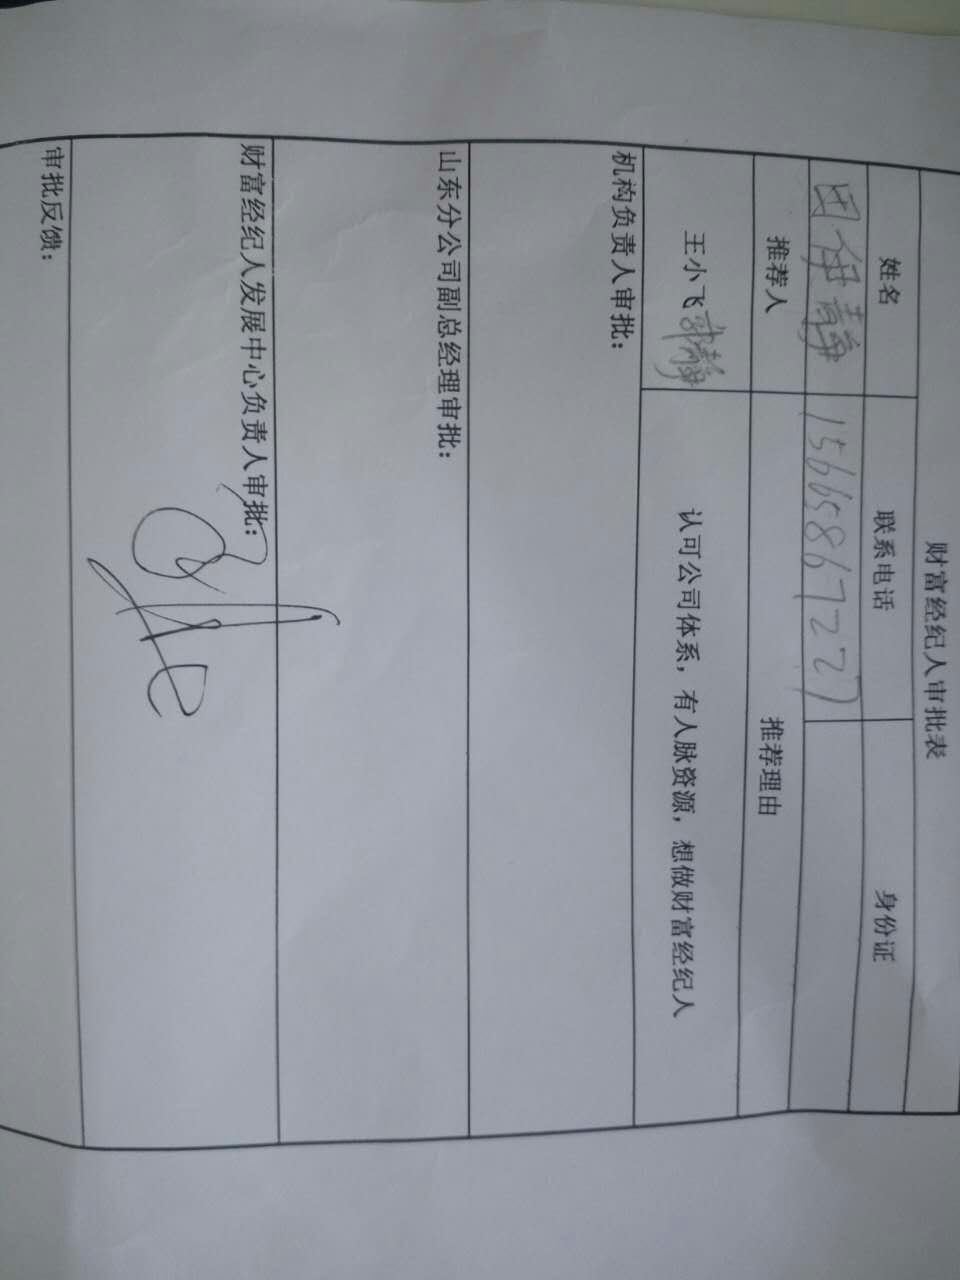 财富经纪人审批表
姓名 联系电话 身份证
田伊静 15665867227
推荐人 推荐理由
王小飞 认可公司体系，有人脉资源，想做财富经纪人
机构负责人审批：
山东分公司副总经理审批：
财富经纪人发展中心负责人审批：
审批反馈：